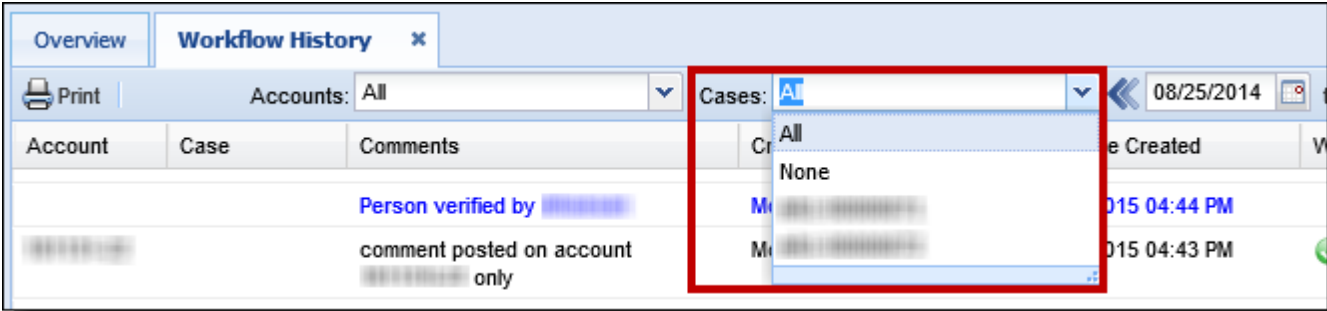 Overview Workflow History
Print Accounts: All Cases: All 08/25/2014
Account Case Comments e Created
All
None
Person verified by 015 04:44 PM
comment posted on account 015 04:43 PM
only